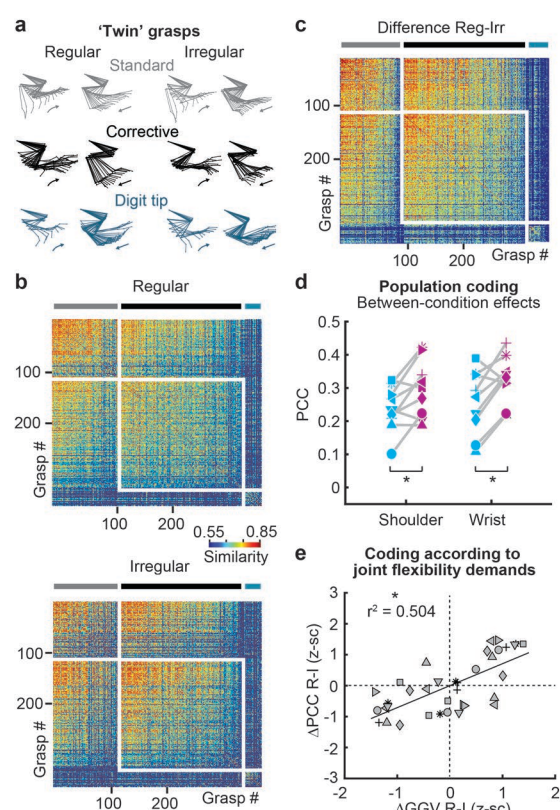 a
'Twin' grasps
Regular Irregular
Standard
Corrective
Digit tip
b
Regular
100
200
Grasp #
100 200
0.55 0.85
Similarity
Irregular
100
200
Grasp #
100 200 Grasp #
c
Difference Reg-Irr
100
200
Grasp #
Grasp #
100 200
d
Population coding
Between-condition effects
0.5
0.4
0.3
0.2
0.1
0
PCC
* *
Shoulder Wrist
e
Coding according to
joint flexibility demands
*
r² = 0.504
3
2
1
0
-1
-2
-3
ΔPCC R-I (z-sc)
-2 -1 0 1 2
ΔGGV R-I (z-sc)